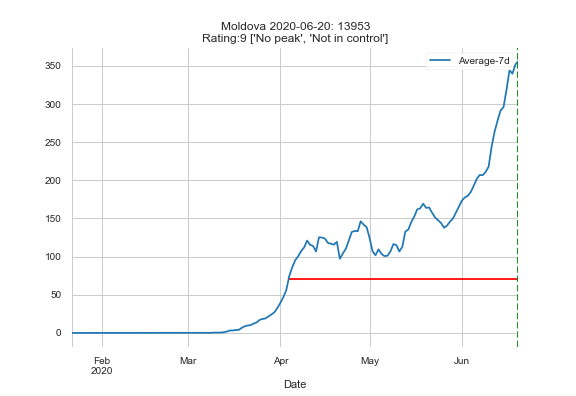 Moldova 2020-06-20: 13953
Rating:9 ['No peak', 'Not in control']
Average-7d
350
300
250
200
150
100
50
0
Feb
2020
Mar
Apr
May
Jun
Date